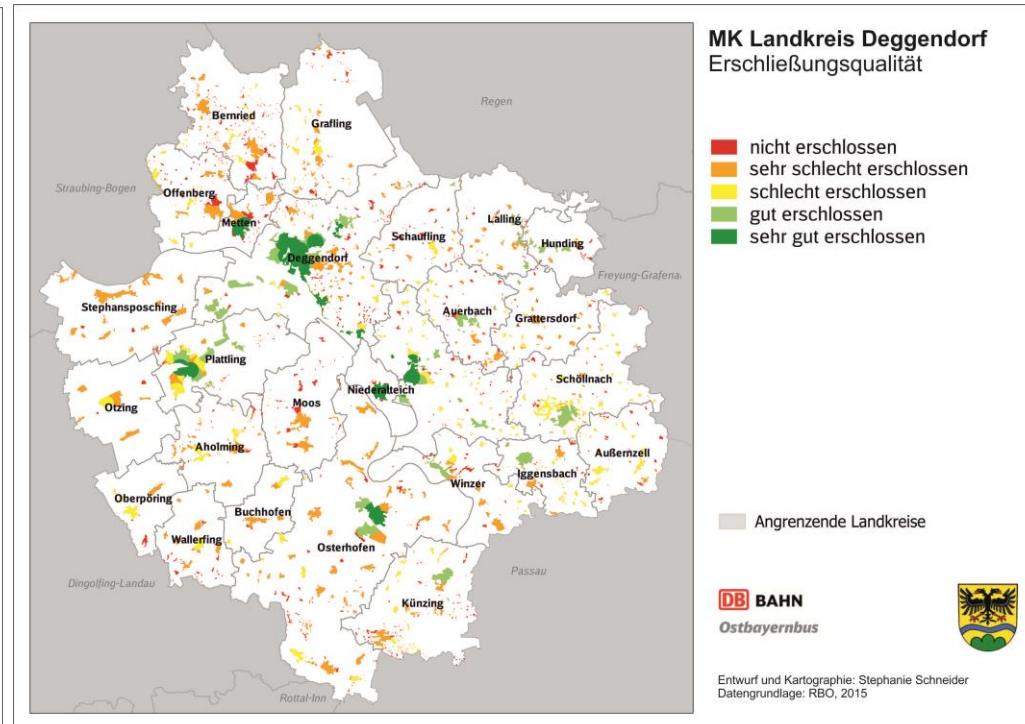 MK Landkreis Deggendorf
Erschließungsqualität
nicht erschlossen
sehr schlecht erschlossen
schlecht erschlossen
gut erschlossen
sehr gut erschlossen
Angrenzende Landkreise
DB BAHN
Ostbayernbus
Entwurf und Kartographie: Stephanie Schneider
Datengrundlage: RBO, 2015
Regen
Bernried
Grafling
Straubing-Bogen
Offenberg
Metten
Lalling
Schaufling
Hunding
Deggendorf
Freyung-Grafenau
Stephansposching
Auerbach
Grattersdorf
Plattling
Schöllnach
Niederalteich
Otzing
Moos
Aholming
Außernzell
Iggensbach
Winzer
Oberpöring
Buchhofen
Wallerfing
Osterhofen
Passau
Dingolfing-Landau
Künzing
Rottal-Inn